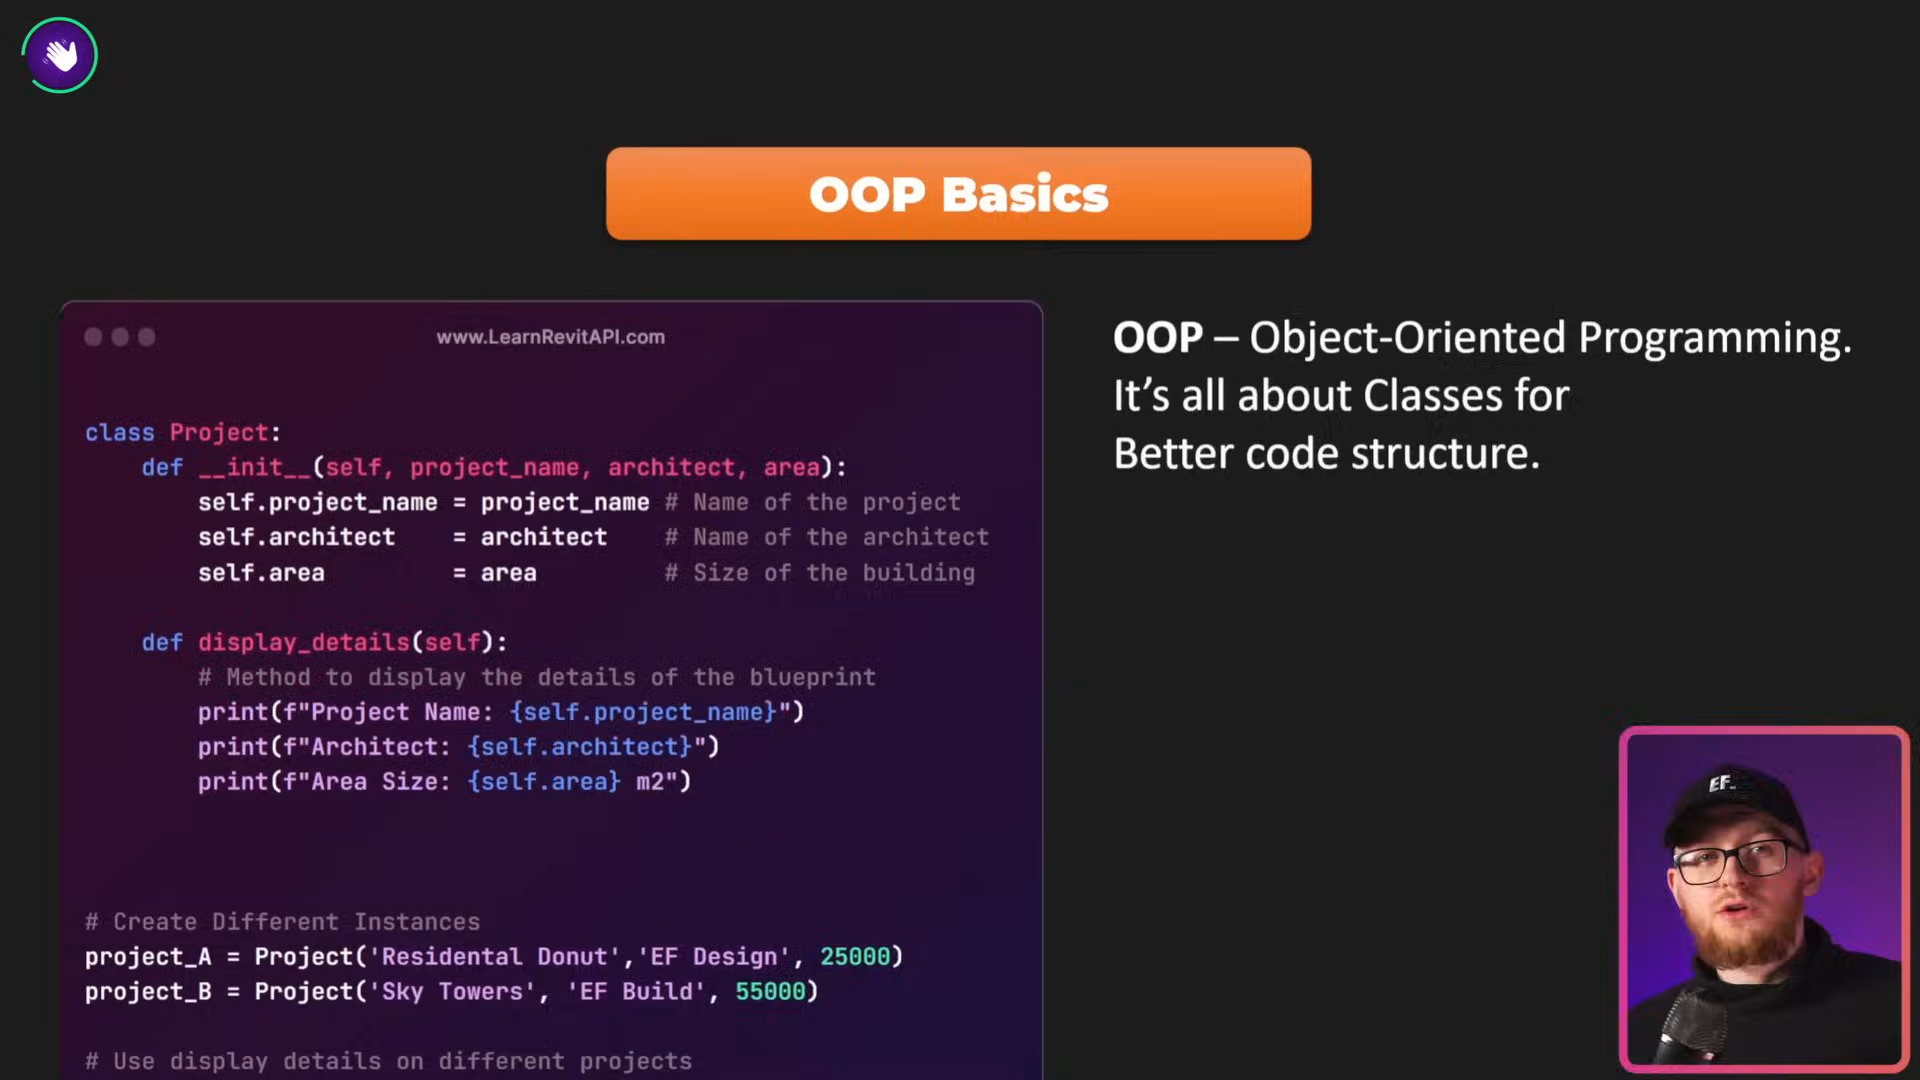 OOP Basics
www.LearnRevitAPI.com
class Project:
    def __init__(self, project_name, architect, area):
        self.project_name = project_name # Name of the project
        self.architect    = architect    # Name of the architect
        self.area         = area         # Size of the building
    def display_details(self):
        # Method to display the details of the blueprint
        print(f"Project Name: {self.project_name}")
        print(f"Architect: {self.architect}")
        print(f"Area Size: {self.area} m2")
# Create Different Instances
project_A = Project('Residental Donut','EF Design', 25000)
project_B = Project('Sky Towers', 'EF Build', 55000)
# Use display details on different projects
OOP – Object-Oriented Programming.
It’s all about Classes for
Better code structure.
EF.